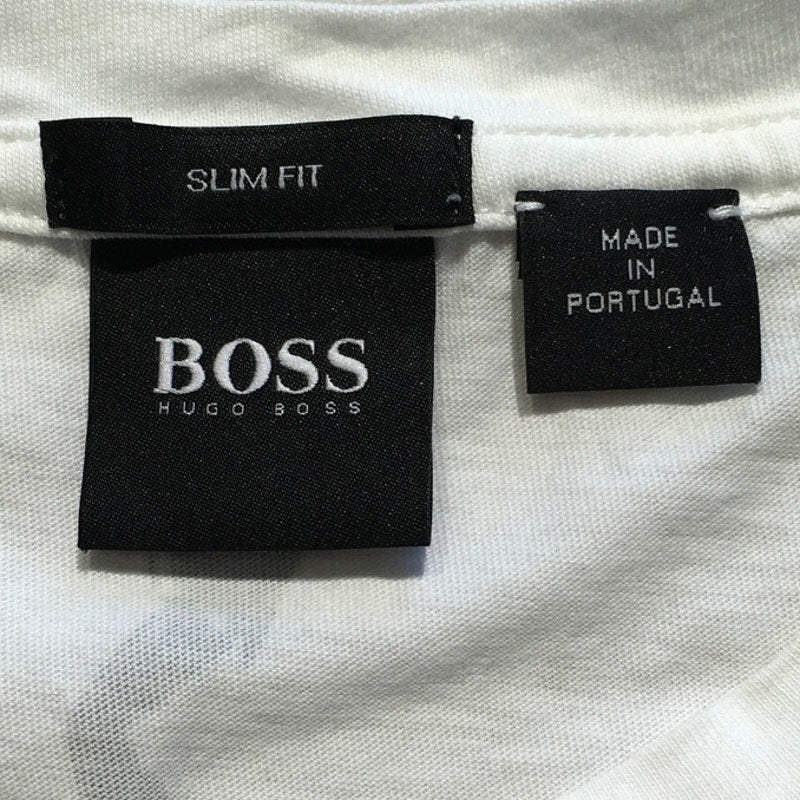 SLIM FIT
BOSS
HUGO BOSS
MADE
IN
PORTUGAL